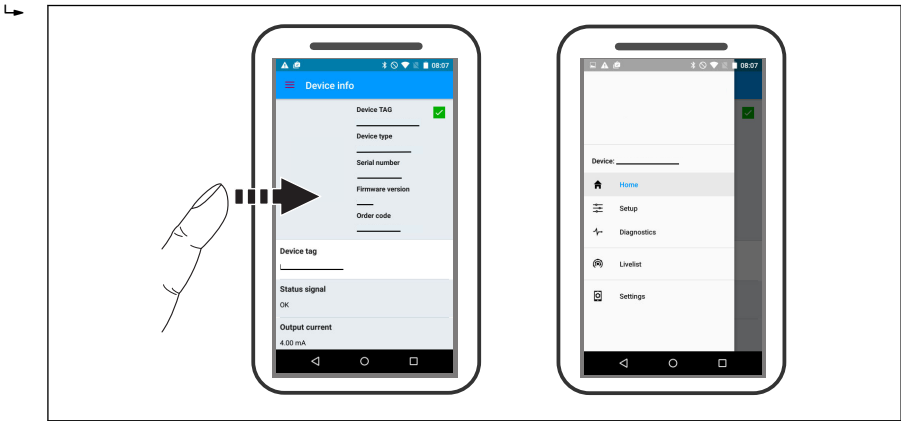 08:07
Device info
Device TAG
Device type
Serial number
Firmware version
Order code
Device tag
Status signal
OK
Output current
4.00 mA
08:07
Device:
Home
Setup
Diagnostics
Livelist
Settings